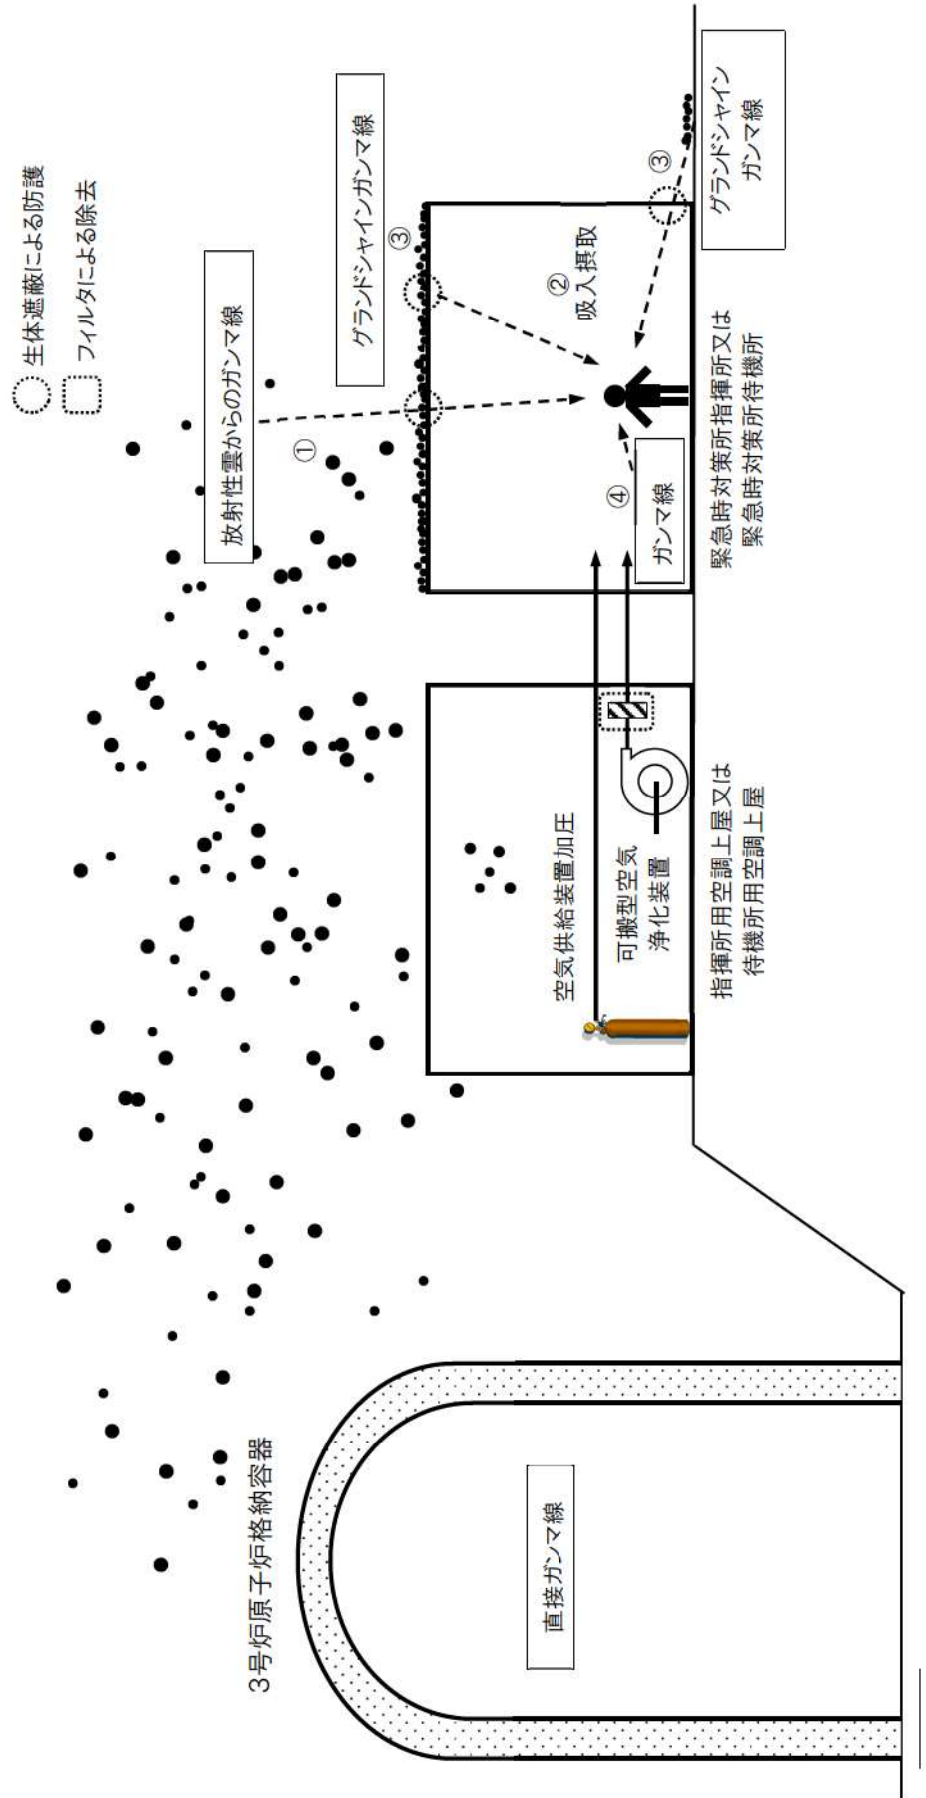 生体遮蔽による防護
フィルタによる除去
放射性雲からのガンマ線
グランドシャインガンマ線
①
③
②
吸入摂取
③
グランドシャイン
ガンマ線
④
ガンマ線
緊急時対策所指揮所又は
緊急時対策所待機所
空気供給装置加圧
可搬型空気
浄化装置
指揮所用空調上屋又は
待機所用空調上屋
3号炉原子炉格納容器
直接ガンマ線